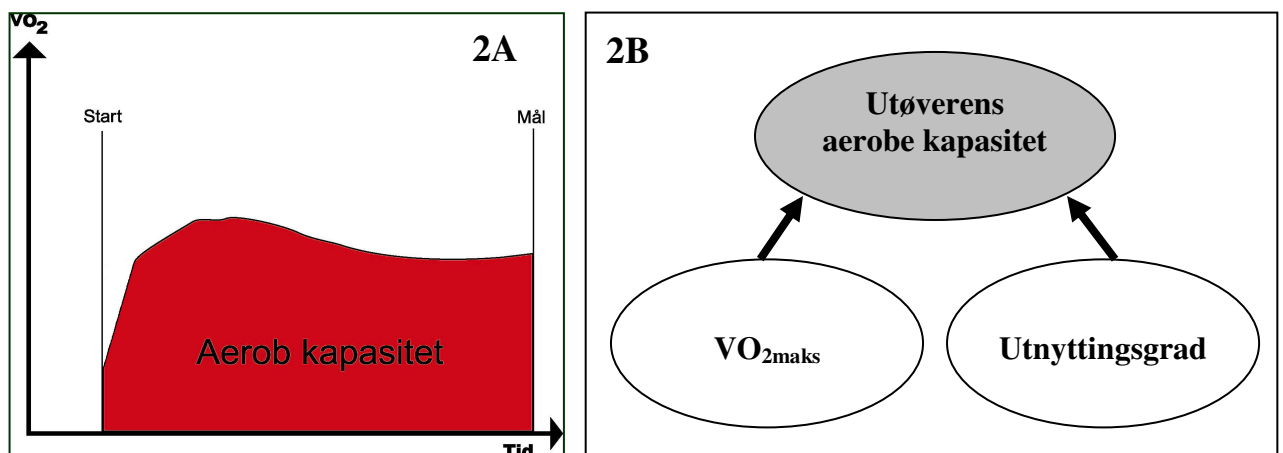 VO2
2A
Start
Mål
Aerob kapasitet
Tid
2B
Utøverens
aerobe kapasitet
VO2maks
Utnyttingsgrad